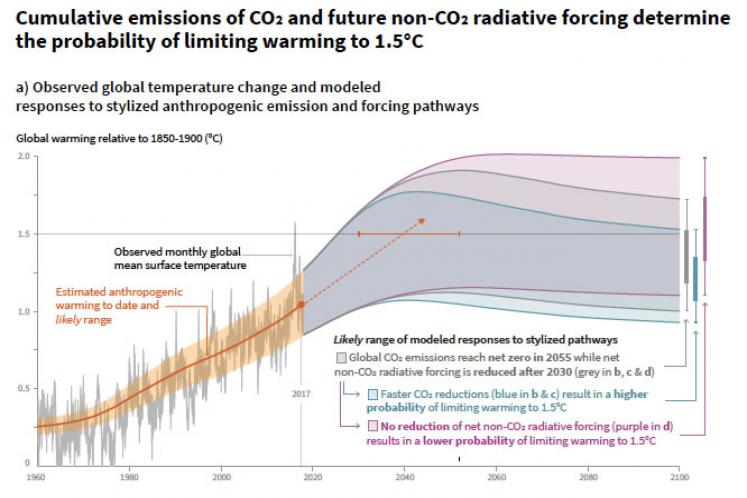 Cumulative emissions of CO₂ and future non-CO₂ radiative forcing determine
the probability of limiting warming to 1.5°C
a) Observed global temperature change and modeled
responses to stylized anthropogenic emission and forcing pathways
Global warming relative to 1850-1900 (°C)
2.0
1.5
Observed monthly global
mean surface temperature
Estimated anthropogenic
warming to date and
likely range
1.0
Likely range of modeled responses to stylized pathways
Global CO₂ emissions reach net zero in 2055 while net
non-CO₂ radiative forcing is reduced after 2030 (grey in b, c & d)
2017
0.5
Faster CO₂ reductions (blue in b & c) result in a higher
probability of limiting warming to 1.5°C
No reduction of net non-CO₂ radiative forcing (purple in d)
results in a lower probability of limiting warming to 1.5°C
0
1960
1980
2000
2020
2040
2060
2080
2100